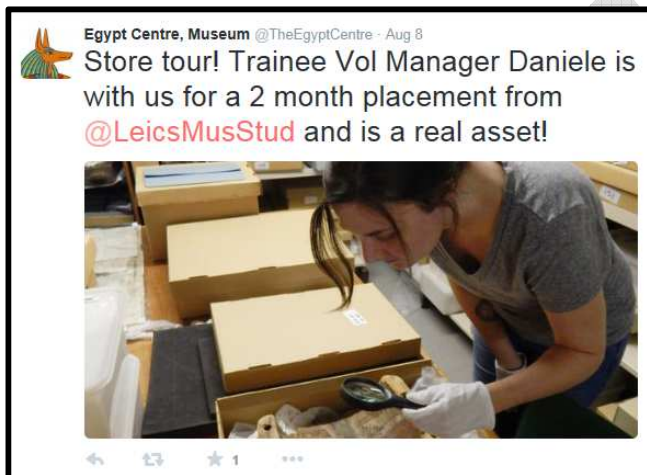 Egypt Centre, Museum @TheEgyptCentre · Aug 8
Store tour! Trainee Vol Manager Daniele is
with us for a 2 month placement from
@LeicsMusStud and is a real asset!
1